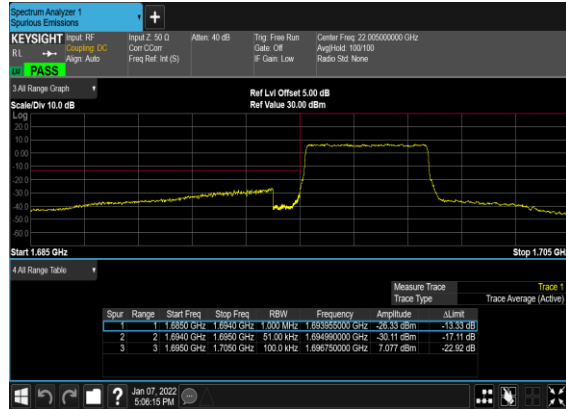 Spectrum Analyzer 1
Spurious Emissions
KEYSIGHT Input: RF Input Z: 50 Ω Atten: 40 dB Trig: Free Run Center Freq: 22.005000000 GHz
RL Coupling: DC Corr CCorr Gate: Off Avg|Hold: 100/100
Align: Auto Freq Ref: Int (S) IF Gain: Low Radio Std: None
PASS
3 All Range Graph
Ref Lvl Offset 5.00 dB
Scale/Div 10.0 dB Ref Value 30.00 dBm
Log
20.0
10.0
0.00
-10.0
-20.0
-30.0
-40.0
-50.0
-60.0
Start 1.685 GHz Stop 1.705 GH
4 All Range Table
Measure Trace Trace 1
Trace Type Trace Average (Active)
Spur Range Start Freq Stop Freq RBW Frequency Amplitude ΔLimit
1 1 1.6850 GHz 1.6940 GHz 1.000 MHz 1.693955000 GHz -26.33 dBm -13.33 dB
2 2 1.6940 GHz 1.6950 GHz 51.00 kHz 1.694990000 GHz -30.11 dBm -17.11 dB
3 3 1.6950 GHz 1.7050 GHz 100.0 kHz 1.696750000 GHz 7.077 dBm -22.92 dB
Jan 07, 2022
5:06:15 PM